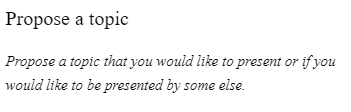 Propose a topic
Propose a topic that you would like to present or if you
would like to be presented by some else.